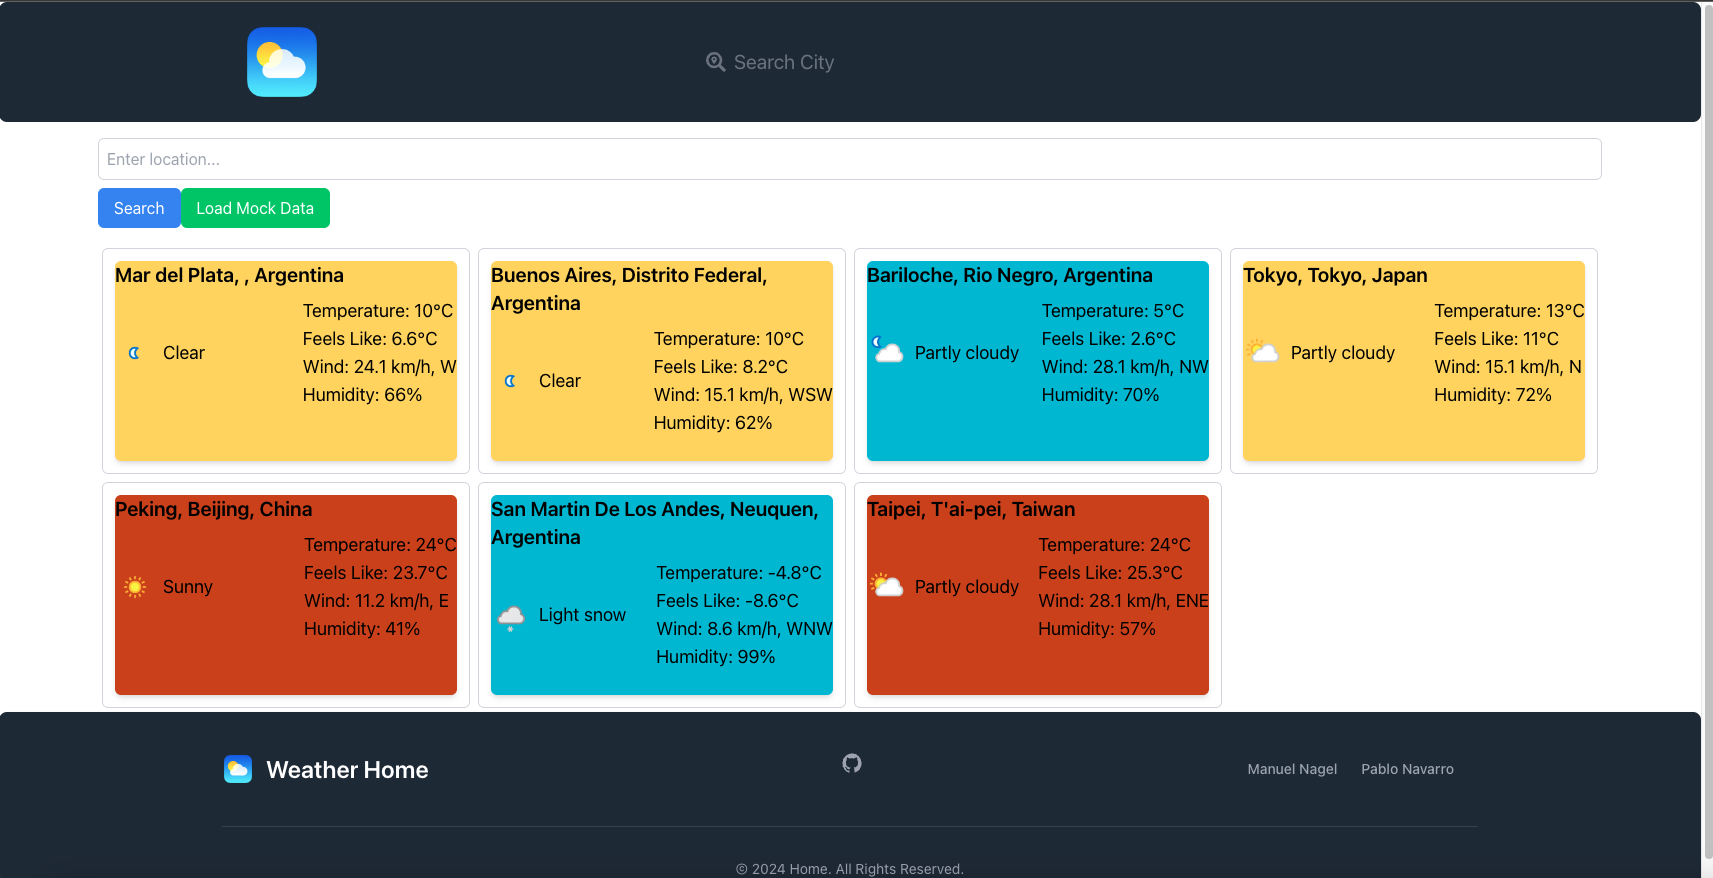 Search City
Enter location...
Search
Load Mock Data
Mar del Plata, , Argentina
Clear
Temperature: 10°C
Feels Like: 6.6°C
Wind: 24.1 km/h, W
Humidity: 66%
Buenos Aires, Distrito Federal,
Argentina
Clear
Temperature: 10°C
Feels Like: 8.2°C
Wind: 15.1 km/h, WSW
Humidity: 62%
Bariloche, Rio Negro, Argentina
Partly cloudy
Temperature: 5°C
Feels Like: 2.6°C
Wind: 28.1 km/h, NW
Humidity: 70%
Tokyo, Tokyo, Japan
Partly cloudy
Temperature: 13°C
Feels Like: 11°C
Wind: 15.1 km/h, N
Humidity: 72%
Peking, Beijing, China
Sunny
Temperature: 24°C
Feels Like: 23.7°C
Wind: 11.2 km/h, E
Humidity: 41%
San Martin De Los Andes, Neuquen,
Argentina
Light snow
Temperature: -4.8°C
Feels Like: -8.6°C
Wind: 8.6 km/h, WNW
Humidity: 99%
Taipei, T'ai-pei, Taiwan
Partly cloudy
Temperature: 24°C
Feels Like: 25.3°C
Wind: 28.1 km/h, ENE
Humidity: 57%
Weather Home
Manuel Nagel
Pablo Navarro
© 2024 Home. All Rights Reserved.